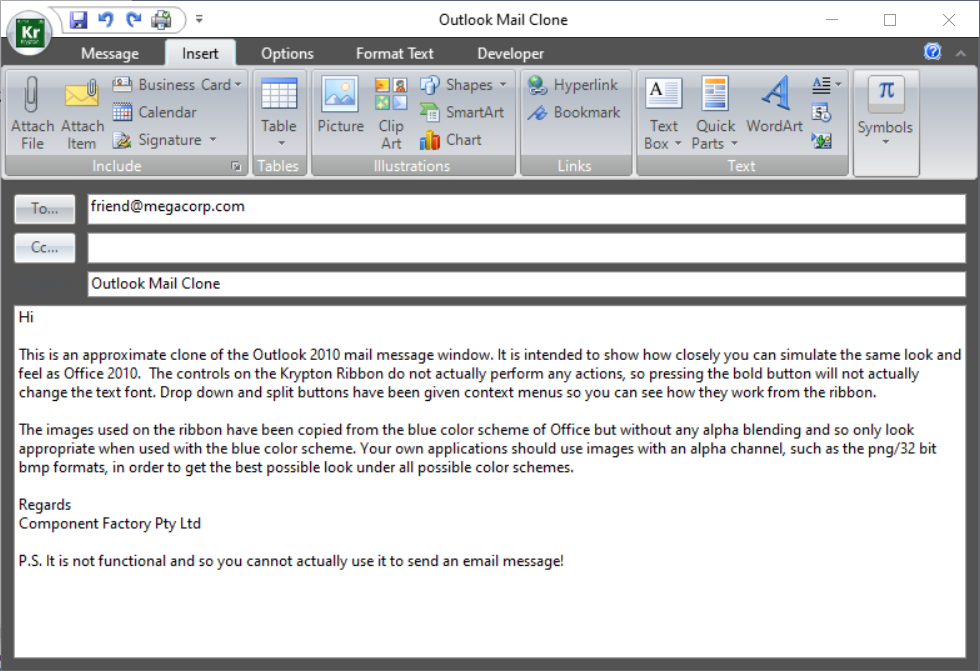 Outlook Mail Clone
Kr
Krypton
Message Insert Options Format Text Developer
Attach File
Attach Item
Business Card
Calendar
Signature
Include
Table
Tables
Picture
Clip Art
Shapes
SmartArt
Chart
Illustrations
Hyperlink
Bookmark
Links
A
Text Box
Quick Parts
A
WordArt
A
Text
π
Symbols
To...
friend@megacorp.com
Cc...
Outlook Mail Clone
Hi
This is an approximate clone of the Outlook 2010 mail message window. It is intended to show how closely you can simulate the same look and
feel as Office 2010.  The controls on the Krypton Ribbon do not actually perform any actions, so pressing the bold button will not actually
change the text font. Drop down and split buttons have been given context menus so you can see how they work from the ribbon.
The images used on the ribbon have been copied from the blue color scheme of Office but without any alpha blending and so only look
appropriate when used with the blue color scheme. Your own applications should use images with an alpha channel, such as the png/32 bit
bmp formats, in order to get the best possible look under all possible color schemes.
Regards
Component Factory Pty Ltd
P.S. It is not functional and so you cannot actually use it to send an email message!